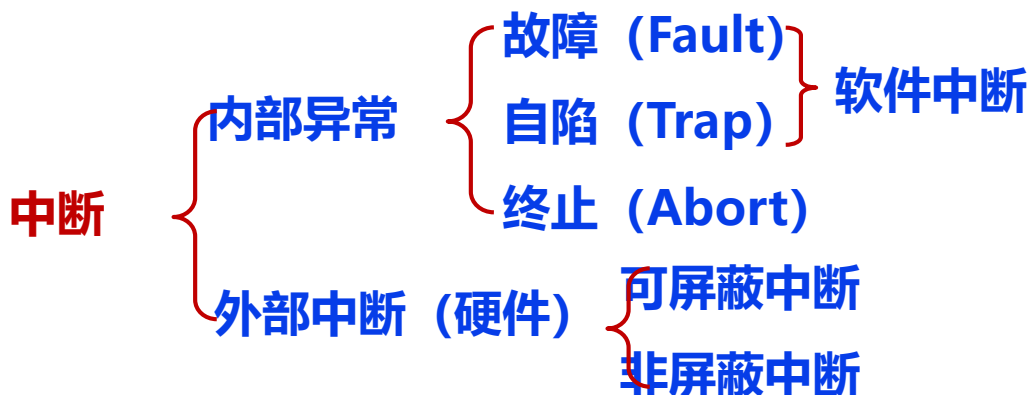 故障（Fault）
软件中断
内部异常
自陷（Trap）
中断
终止（Abort）
可屏蔽中断
外部中断（硬件）
非屏蔽中断